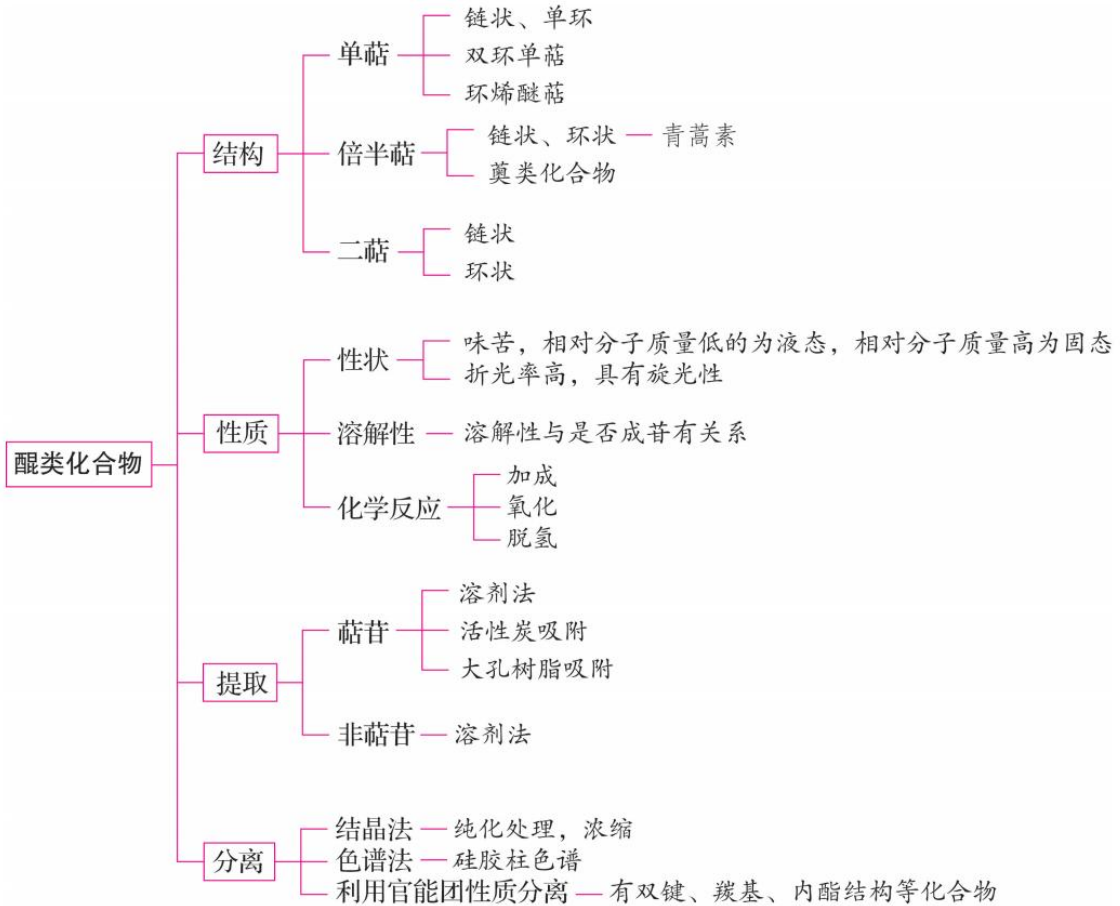 链状、单环
单萜
双环单萜
环烯醚萜
链状、环状
青蒿素
结构
倍半萜
薁类化合物
链状
二萜
环状
味苦，相对分子质量低的为液态，相对分子质量高为固态
性状
折光率高，具有旋光性
性质
溶解性
溶解性与是否成苷有关系
醌类化合物
加成
化学反应
氧化
脱氢
溶剂法
萜苷
活性炭吸附
大孔树脂吸附
提取
非萜苷
溶剂法
结晶法
纯化处理，浓缩
分离
色谱法
硅胶柱色谱
利用官能团性质分离
有双键、羰基、内酯结构等化合物